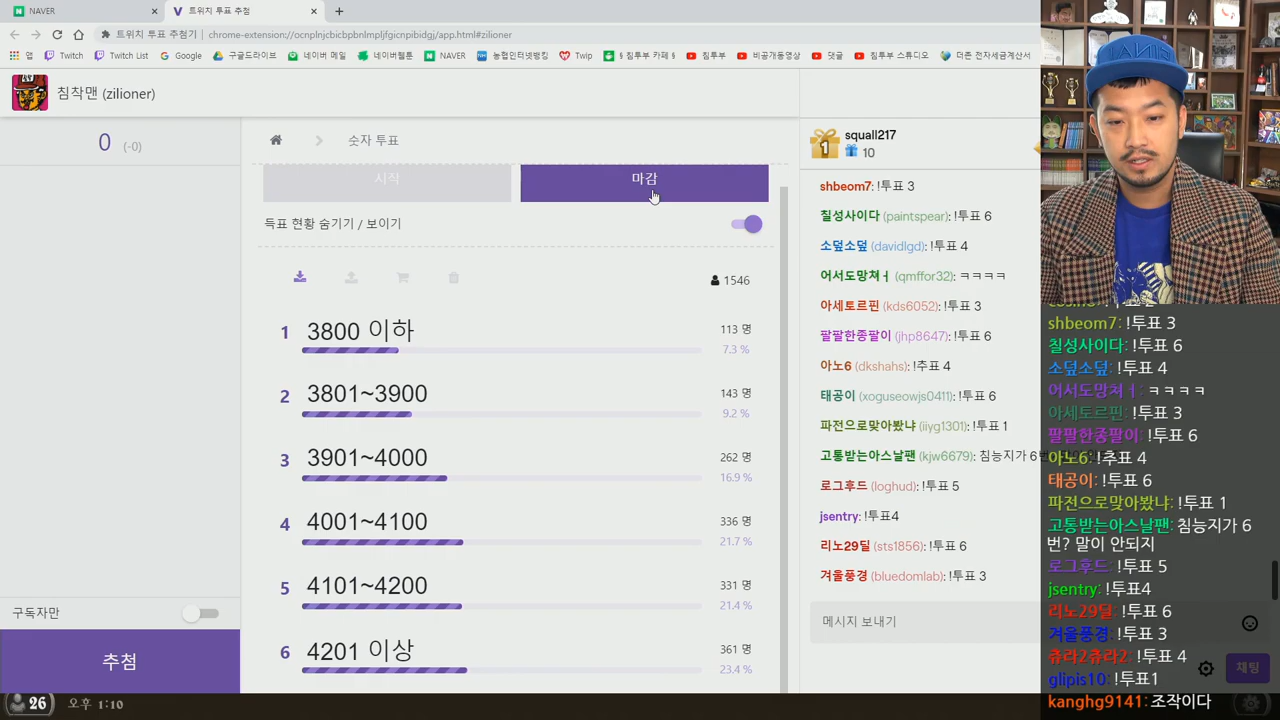 NAVER
트위치 투표 추첨
트위치 투표 추첨기 | chrome-extension://ocnplnjcbicbpbnlmpljfgicnpibidgj/app.html#zilioner
앱 Twitch Twitch List Google 구글드라이브 네이버 메일 네이버웹툰 NAVER 농협인터넷뱅킹 Twip § 침투부 카페 § 침투부 비공개동영상 댓글 침투부 스튜디오 더존 전자세금계산서
침착맨 (zilioner)
0 (-0)
구독자만
추첨
숫자 투표
시작
마감
득표 현황 숨기기 / 보이기
1546
1 3800 이하 113 명
7.3 %
2 3801~3900 143 명
9.2 %
3 3901~4000 262 명
16.9 %
4 4001~4100 336 명
21.7 %
5 4101~4200 331 명
21.4 %
6 4201 이상 361 명
23.4 %
1 squall217
10
shbeom7: !투표 3
칠성사이다 (paintspear): !투표 6
소덮소덮 (davidlgd): !투표 4
어서도망쳐ㅓ (qmffor32): ㅋㅋㅋㅋ
아세토르핀 (kds6052): !투표 3
팔팔한종팔이 (jhp8647): !투표 6
아노6 (dkshahs): !추표 4
태공이 (xoguseowjs0411): !투표 6
파전으로맞아봤냐 (iiyg1301): !투표 1
고통받는아스날팬 (kjw6679): 침능지가 6
로그후드 (loghud): !투표 5
jsentry: !투표4
리노29딜 (sts1856): !투표 6
겨울풍경 (bluedomlab): !투표 3
메시지 보내기
shbeom7: !투표 3
칠성사이다: !투표 6
소덮소덮: !투표 4
어서도망쳐ㅓ: ㅋㅋㅋㅋ
아세토르핀: !투표 3
팔팔한종팔이: !투표 6
아노6: !추표 4
태공이: !투표 6
파전으로맞아봤냐: !투표 1
고통받는아스날팬: 침능지가 6
번? 말이 안되지
로그후드: !투표 5
jsentry: !투표4
리노29딜: !투표 6
겨울풍경: !투표 3
츄라2츄라2: !투표 4
glipis10: !투표1
kanghg9141: 조작이다
채팅
26 오후 1:10